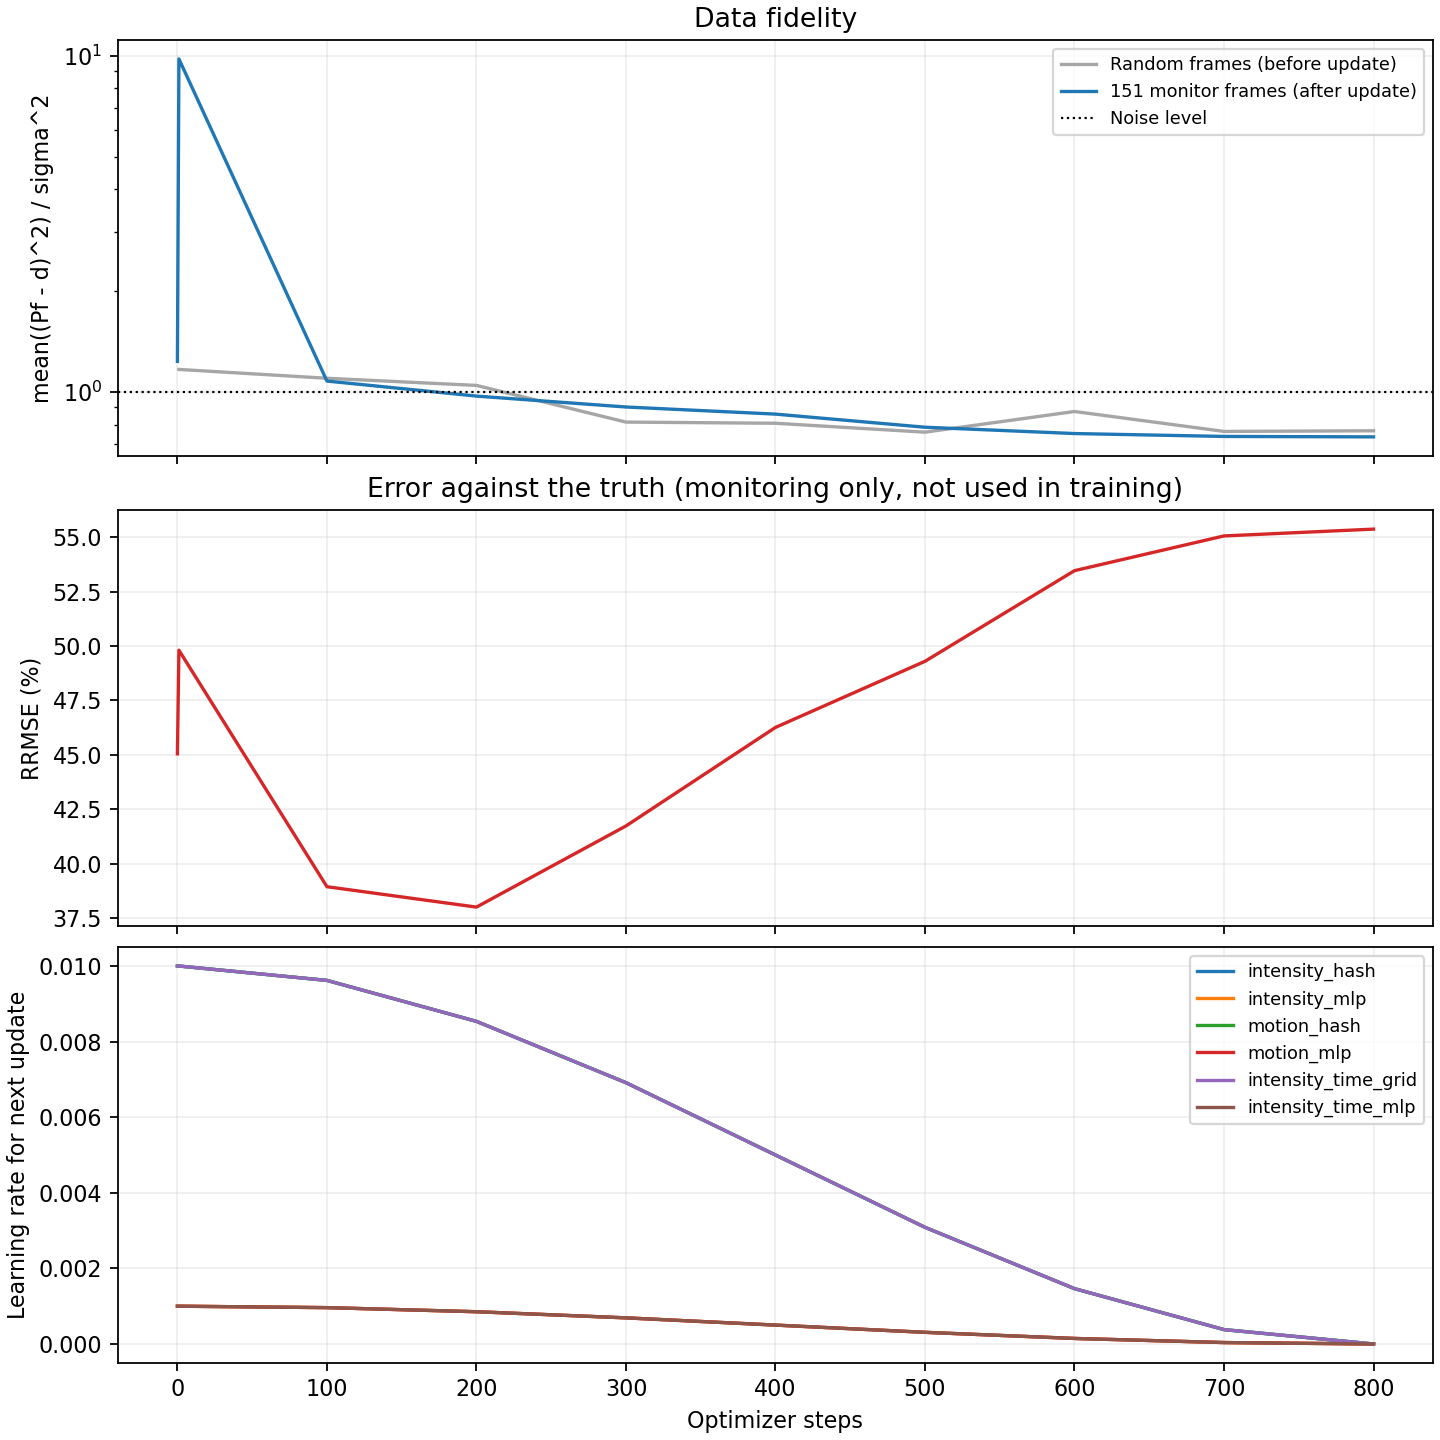 Data fidelity
mean((Pf - d)^2) / sigma^2
10^1
10^0
Random frames (before update)
151 monitor frames (after update)
Noise level
Error against the truth (monitoring only, not used in training)
RRMSE (%)
55.0
52.5
50.0
47.5
45.0
42.5
40.0
37.5
Learning rate for next update
0.010
0.008
0.006
0.004
0.002
0.000
intensity_hash
intensity_mlp
motion_hash
motion_mlp
intensity_time_grid
intensity_time_mlp
0 100 200 300 400 500 600 700 800
Optimizer steps